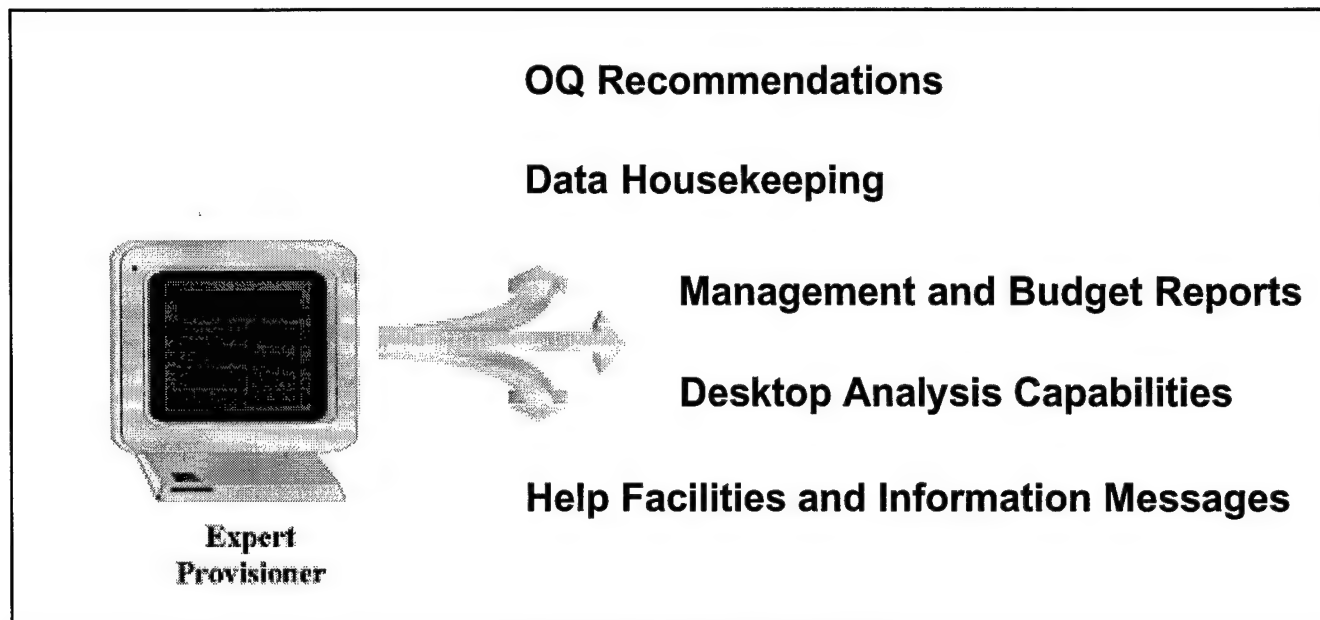 OQ Recommendations
Data Housekeeping
Management and Budget Reports
Desktop Analysis Capabilities
Help Facilities and Information Messages
Expert
Provisioner